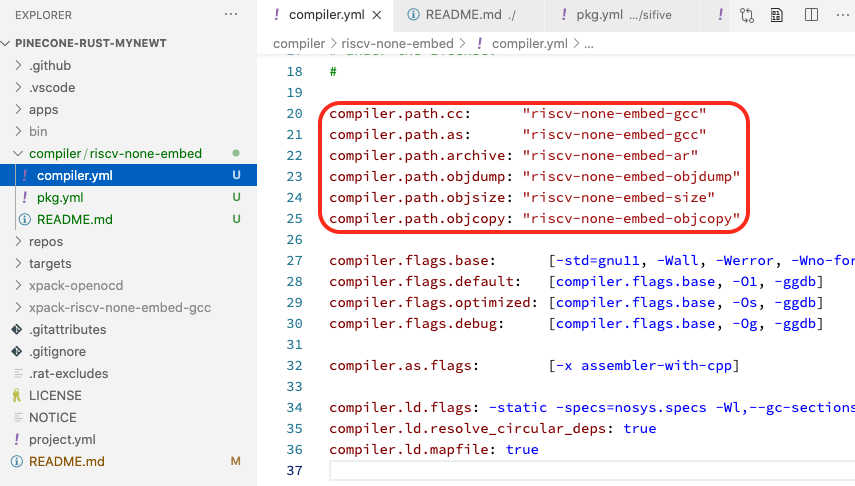 EXPLORER
...
PINECONE-RUST-MYNEWT
.github
.vscode
apps
bin
compiler/riscv-none-embed
! compiler.yml U
! pkg.yml U
README.md U
repos
targets
xpack-openocd
xpack-riscv-none-embed-gcc
.gitattributes
.gitignore
.rat-excludes
LICENSE
NOTICE
! project.yml
README.md M
! compiler.yml × README.md ./ ! pkg.yml .../sifive ! ...
compiler > riscv-none-embed > ! compiler.yml > ...
18 #
19
20 compiler.path.cc: "riscv-none-embed-gcc"
21 compiler.path.as: "riscv-none-embed-gcc"
22 compiler.path.archive: "riscv-none-embed-ar"
23 compiler.path.objdump: "riscv-none-embed-objdump"
24 compiler.path.objsize: "riscv-none-embed-size"
25 compiler.path.objcopy: "riscv-none-embed-objcopy"
26
27 compiler.flags.base: [-std=gnu11, -Wall, -Werror, -Wno-for
28 compiler.flags.default: [compiler.flags.base, -O1, -ggdb]
29 compiler.flags.optimized: [compiler.flags.base, -Os, -ggdb]
30 compiler.flags.debug: [compiler.flags.base, -Og, -ggdb]
31
32 compiler.as.flags: [-x assembler-with-cpp]
33
34 compiler.ld.flags: -static -specs=nosys.specs -Wl,--gc-sections
35 compiler.ld.resolve_circular_deps: true
36 compiler.ld.mapfile: true
37